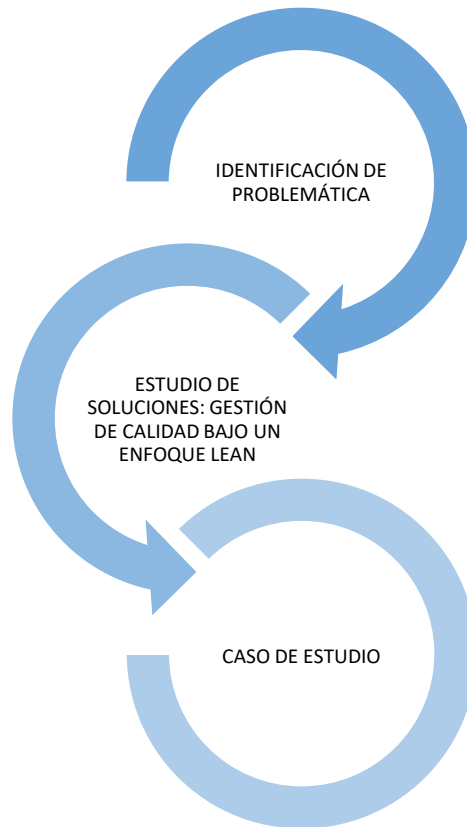 IDENTIFICACIÓN DE
PROBLEMÁTICA
ESTUDIO DE
SOLUCIONES: GESTIÓN
DE CALIDAD BAJO UN
ENFOQUE LEAN
CASO DE ESTUDIO